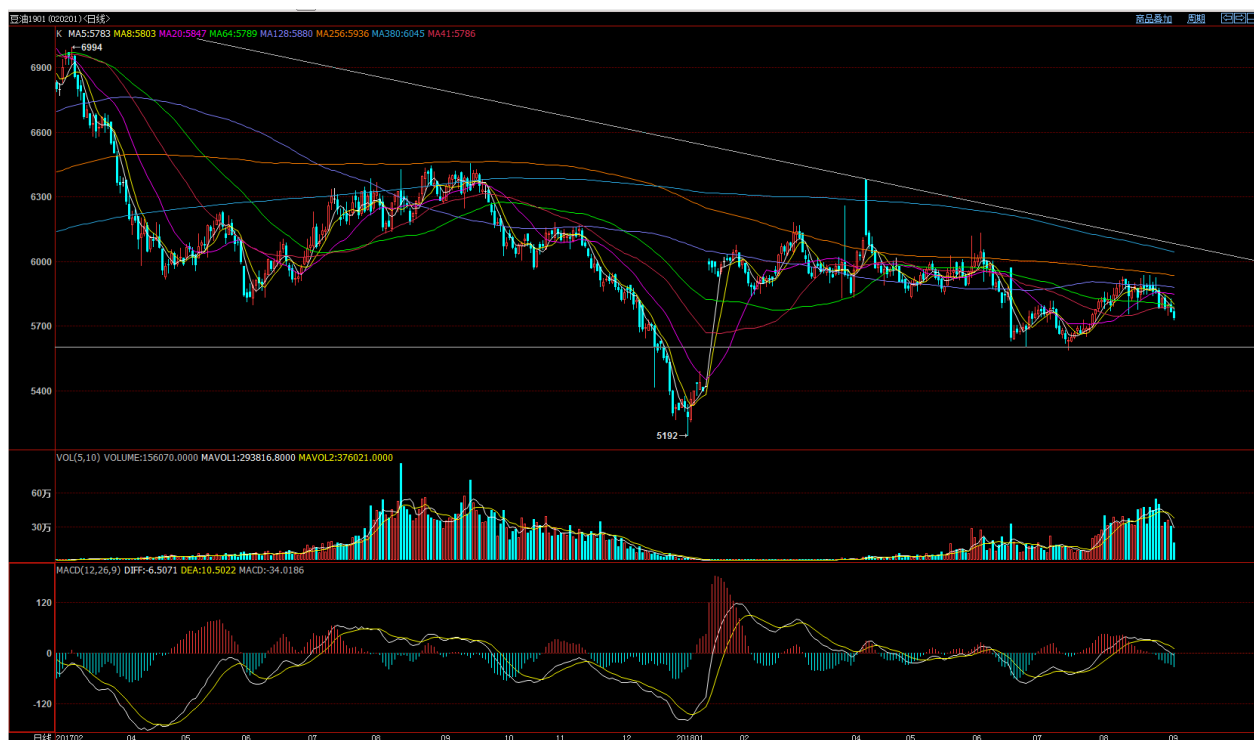 豆油1901 (020201)<日线> 商品叠加 周期
K MA5:5783 MA8:5803 MA20:5847 MA64:5789 MA128:5880 MA256:5936 MA380:6045 MA41:5786
6994
6900
6600
6300
6000
5700
5400
5192
VOL(5,10) VOLUME:156070.0000 MAVOL1:293816.8000 MAVOL2:376021.0000
60万
30万
MACD(12,26,9) DIFF:-6.5071 DEA:10.5022 MACD:-34.0186
120
0
-120
日线 201702 04 05 06 07 08 09 10 11 12 201801 02 04 05 06 07 08 09